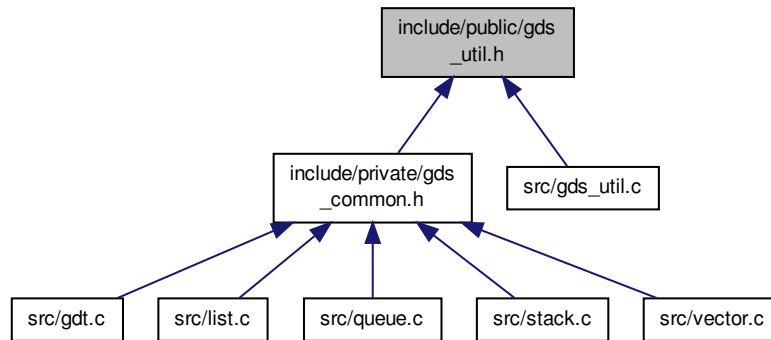 include/public/gds
_util.h
include/private/gds
_common.h
src/gds_util.c
src/gdt.c
src/list.c
src/queue.c
src/stack.c
src/vector.c